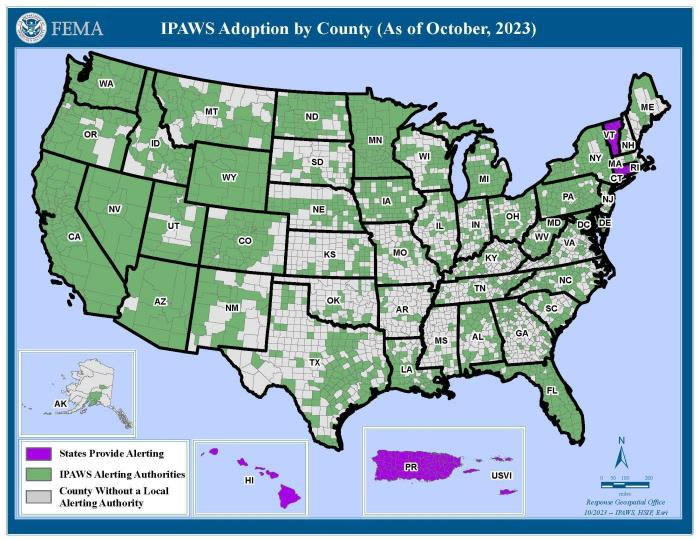 FEMA
IPAWS Adoption by County (As of October, 2023)
WA
MT
ND
MN
ME
OR
ID
SD
WI
VT
NH
WY
MI
NY
MA
RI
CT
NV
UT
NE
IA
PA
NJ
CA
CO
KS
MO
IL
IN
OH
MD
DC
DE
WV
VA
KY
AZ
NM
OK
AR
TN
NC
SC
TX
LA
MS
AL
GA
FL
AK
HI
PR
USVI
States Provide Alerting
IPAWS Alerting Authorities
County Without a Local
Alerting Authority
N
0 50 100 200
miles
Response Geospatial Office
10/2023 -- IPAWS, HSIP, Esri